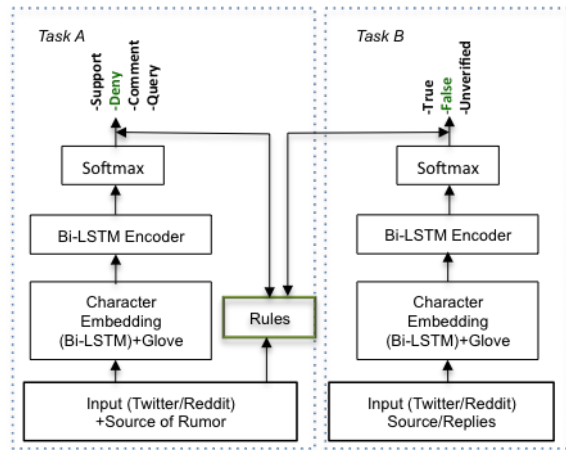 Task A
-Support
-Deny
-Comment
-Query
Softmax
Bi-LSTM Encoder
Character
Embedding
(Bi-LSTM)+Glove
Input (Twitter/Reddit)
+Source of Rumor
Rules
Task B
-True
-False
-Unverified
Softmax
Bi-LSTM Encoder
Character
Embedding
(Bi-LSTM)+Glove
Input (Twitter/Reddit)
Source/Replies